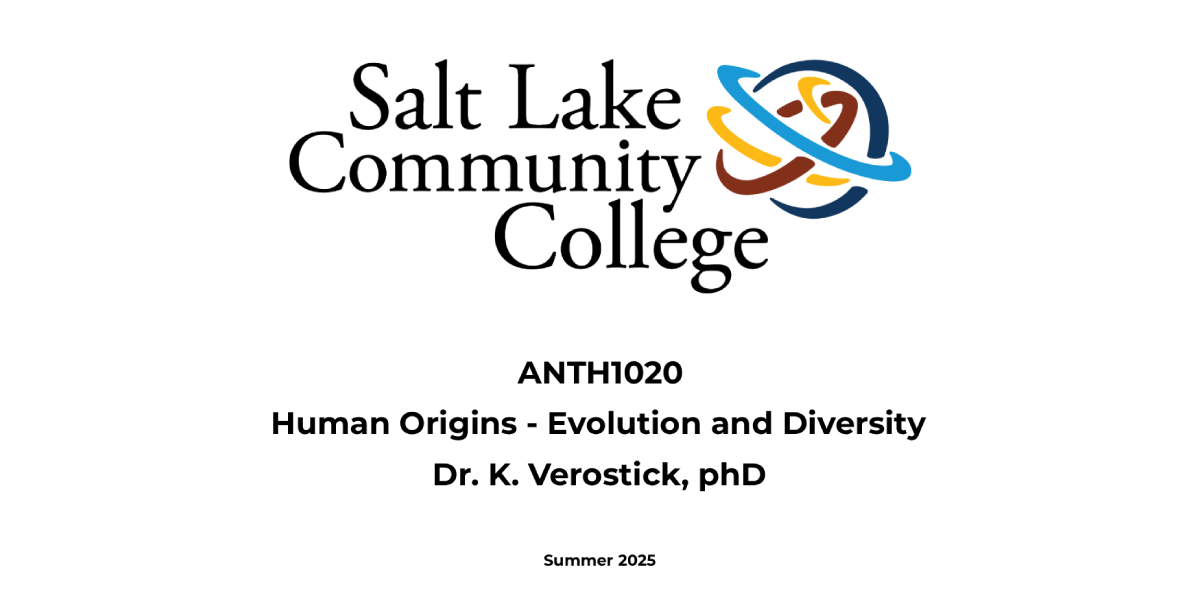 Salt Lake
Community
College
ANTH1020
Human Origins - Evolution and Diversity
Dr. K. Verostick, phD
Summer 2025